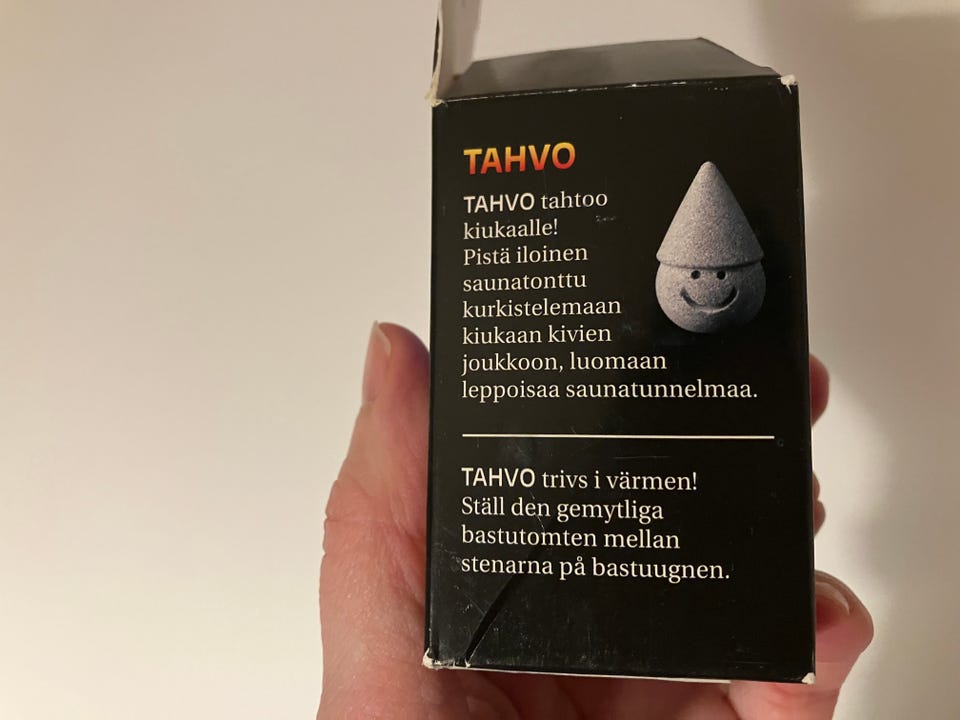 TAHVO
TAHVO tahtoo
kiukaalle!
Pistä iloinen
saunatonttu
kurkistelemaan
kiukaan kivien
joukkoon, luomaan
leppoisaa saunatunnelmaa.
TAHVO trivs i värmen!
Ställ den gemytliga
bastutomten mellan
stenarna på bastuugnen.